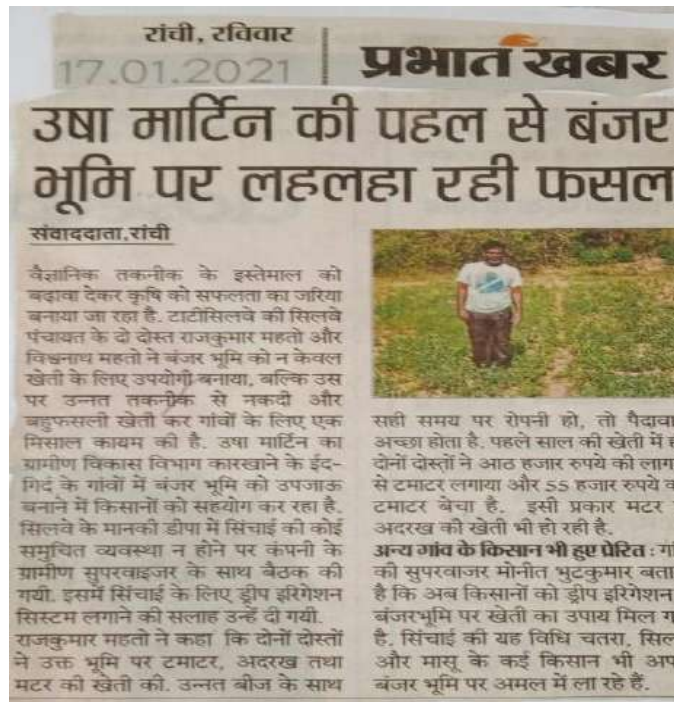 रांची, रविवार
17.01.2021
प्रभात खबर
उषा मार्टिन की पहल से बंजर
भूमि पर लहलहा रही फसल
संवाददाता,रांची
वैज्ञानिक तकनीक के इस्तेमाल को
बढ़ावा देकर कृषि को सफलता का जरिया
बनाया जा रहा है. टाटीसिलवे की सिलवे
पंचायत के दो दोस्त राजकुमार महतो और
विश्वनाथ महतो ने बंजर भूमि को न केवल
खेती के लिए उपयोगी बनाया, बल्कि उस
पर उन्नत तकनीक से नकदी और
बहुफसली खेती कर गांवों के लिए एक
मिसाल कायम की है. उषा मार्टिन का
ग्रामीण विकास विभाग कारखाने के ईद-
गिर्द के गांवों में बंजर भूमि को उपजाऊ
बनाने में किसानों को सहयोग कर रहा है.
सिलवे के मानकी डीपा में सिंचाई की कोई
समुचित व्यवस्था न होने पर कंपनी के
ग्रामीण सुपरवाइजर के साथ बैठक की
गयी. इसमें सिंचाई के लिए ड्रीप इरिगेशन
सिस्टम लगाने की सलाह उन्हें दी गयी.
राजकुमार महतो ने कहा कि दोनों दोस्तों
ने उक्त भूमि पर टमाटर, अदरख तथा
मटर की खेती की. उन्नत बीज के साथ
सही समय पर रोपनी हो, तो पैदावा
अच्छा होता है. पहले साल की खेती में ह
दोनों दोस्तों ने आठ हजार रुपये की लाग
से टमाटर लगाया और 55 हजार रुपये क
टमाटर बेचा है. इसी प्रकार मटर
अदरख की खेती भी हो रही है.
अन्य गांव के किसान भी हुए प्रेरित : गां
की सुपरवाजर मोनीत भुटकुमार बता
है कि अब किसानों को ड्रीप इरिगेशन
बंजरभूमि पर खेती का उपाय मिल ग
है. सिंचाई की यह विधि चतरा, सिल
और मासू के कई किसान भी अप
बंजर भूमि पर अमल में ला रहे हैं.